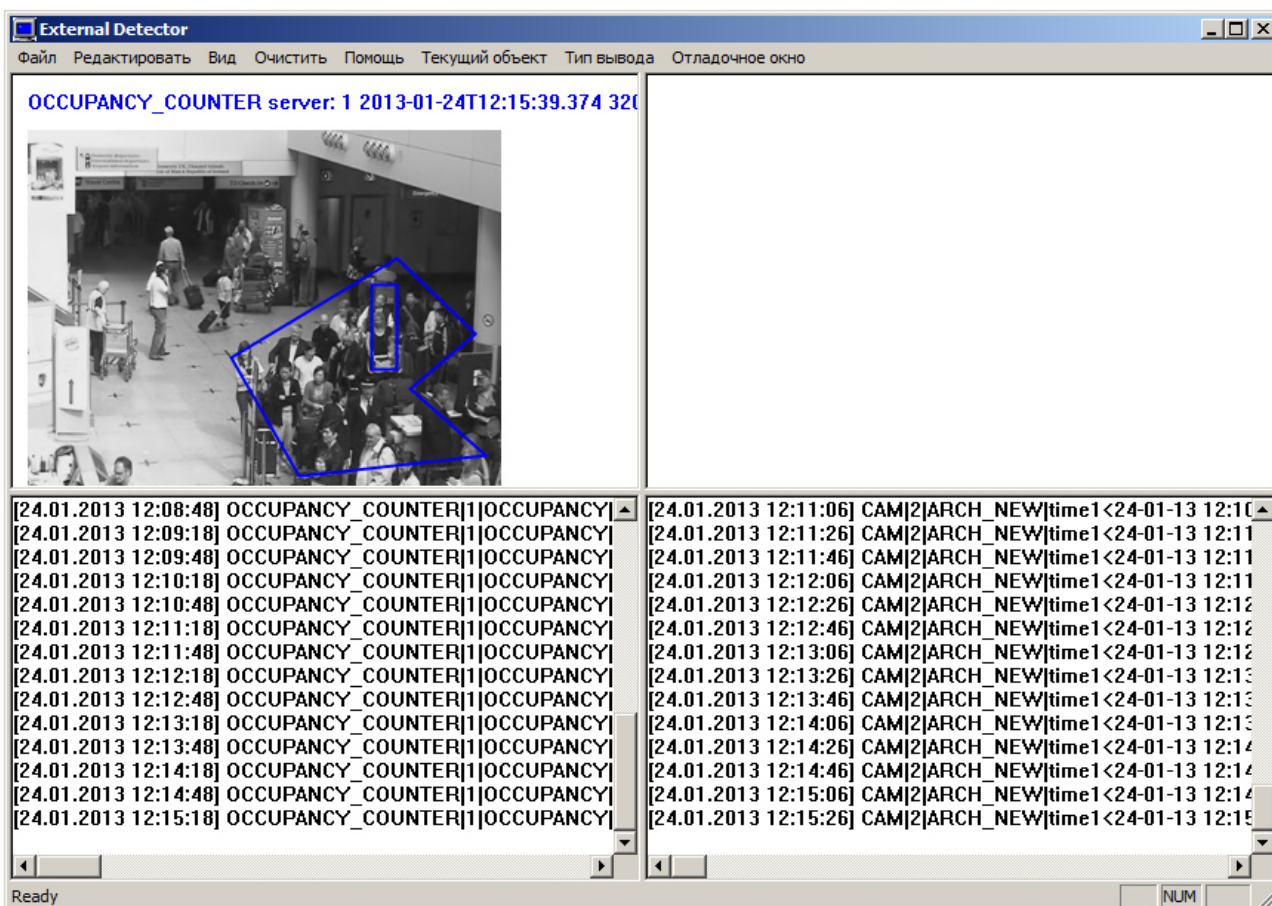 External Detector
Файл Редактировать Вид Очистить Помощь Текущий объект Тип вывода Отладочное окно
OCCUPANCY_COUNTER server: 1 2013-01-24T12:15:39.374 320
[24.01.2013 12:08:48] OCCUPANCY_COUNTER|1|OCCUPANCY|
[24.01.2013 12:09:18] OCCUPANCY_COUNTER|1|OCCUPANCY|
[24.01.2013 12:09:48] OCCUPANCY_COUNTER|1|OCCUPANCY|
[24.01.2013 12:10:18] OCCUPANCY_COUNTER|1|OCCUPANCY|
[24.01.2013 12:10:48] OCCUPANCY_COUNTER|1|OCCUPANCY|
[24.01.2013 12:11:18] OCCUPANCY_COUNTER|1|OCCUPANCY|
[24.01.2013 12:11:48] OCCUPANCY_COUNTER|1|OCCUPANCY|
[24.01.2013 12:12:18] OCCUPANCY_COUNTER|1|OCCUPANCY|
[24.01.2013 12:12:48] OCCUPANCY_COUNTER|1|OCCUPANCY|
[24.01.2013 12:13:18] OCCUPANCY_COUNTER|1|OCCUPANCY|
[24.01.2013 12:13:48] OCCUPANCY_COUNTER|1|OCCUPANCY|
[24.01.2013 12:14:18] OCCUPANCY_COUNTER|1|OCCUPANCY|
[24.01.2013 12:14:48] OCCUPANCY_COUNTER|1|OCCUPANCY|
[24.01.2013 12:15:18] OCCUPANCY_COUNTER|1|OCCUPANCY|
[24.01.2013 12:11:06] CAM|2|ARCH_NEW|time1<24-01-13 12:10
[24.01.2013 12:11:26] CAM|2|ARCH_NEW|time1<24-01-13 12:11
[24.01.2013 12:11:46] CAM|2|ARCH_NEW|time1<24-01-13 12:11
[24.01.2013 12:12:06] CAM|2|ARCH_NEW|time1<24-01-13 12:11
[24.01.2013 12:12:26] CAM|2|ARCH_NEW|time1<24-01-13 12:12
[24.01.2013 12:12:46] CAM|2|ARCH_NEW|time1<24-01-13 12:12
[24.01.2013 12:13:06] CAM|2|ARCH_NEW|time1<24-01-13 12:12
[24.01.2013 12:13:26] CAM|2|ARCH_NEW|time1<24-01-13 12:13
[24.01.2013 12:13:46] CAM|2|ARCH_NEW|time1<24-01-13 12:13
[24.01.2013 12:14:06] CAM|2|ARCH_NEW|time1<24-01-13 12:13
[24.01.2013 12:14:26] CAM|2|ARCH_NEW|time1<24-01-13 12:14
[24.01.2013 12:14:46] CAM|2|ARCH_NEW|time1<24-01-13 12:14
[24.01.2013 12:15:06] CAM|2|ARCH_NEW|time1<24-01-13 12:14
[24.01.2013 12:15:26] CAM|2|ARCH_NEW|time1<24-01-13 12:15
Ready
NUM